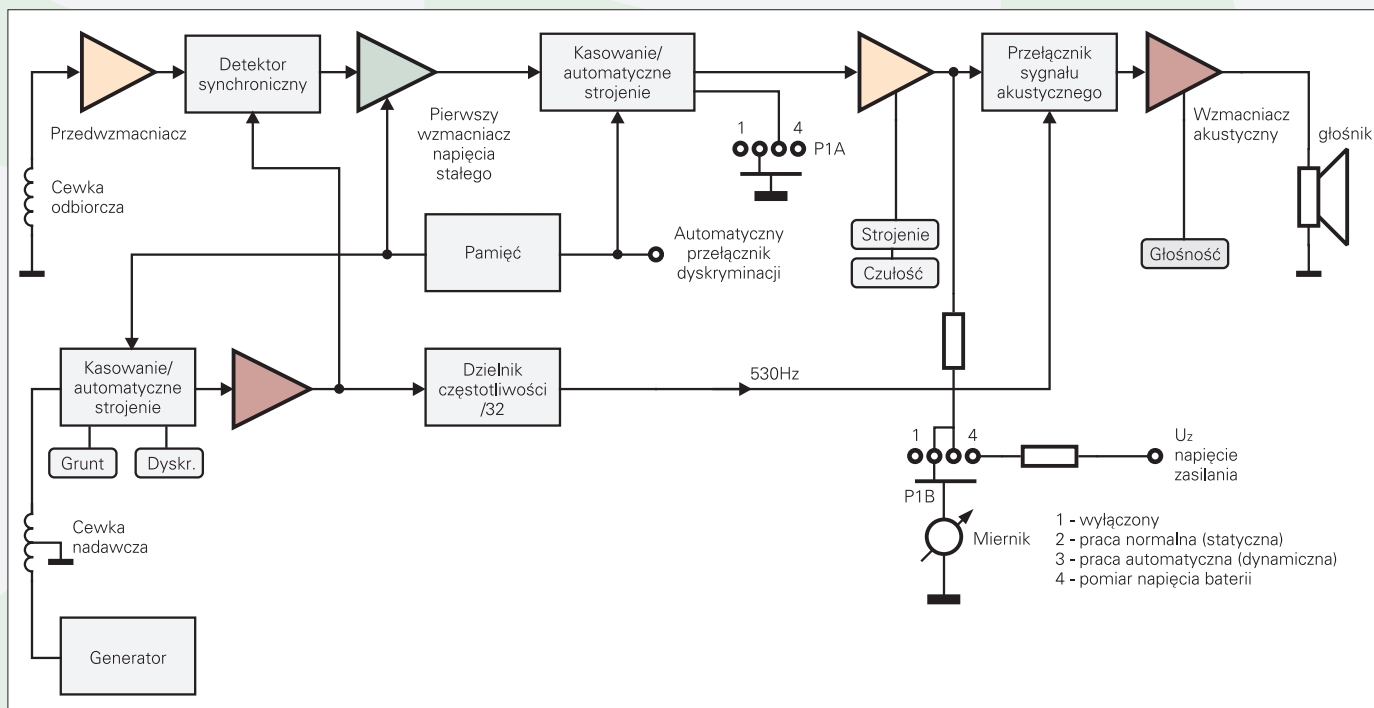 Przedwzmacniacz
Detektor
synchroniczny
Pierwszy
wzmacniacz
napięcia
stałego
Kasowanie/
automatyczne
strojenie
1 4
P1A
Przełącznik
sygnału
akustycznego
Wzmacniacz
akustyczny
głośnik
Cewka
odbiorcza
Pamięć
Automatyczny
przełącznik
dyskryminacji
Strojenie
Czułość
Głośność
Kasowanie/
automatyczne
strojenie
Grunt
Dyskr.
Dzielnik
częstotliwości
/32
530Hz
1 4
P1B
Uz
napięcie
zasilania
Miernik
1 - wyłączony
2 - praca normalna (statyczna)
3 - praca automatyczna (dynamiczna)
4 - pomiar napięcia baterii
Cewka
nadawcza
Generator